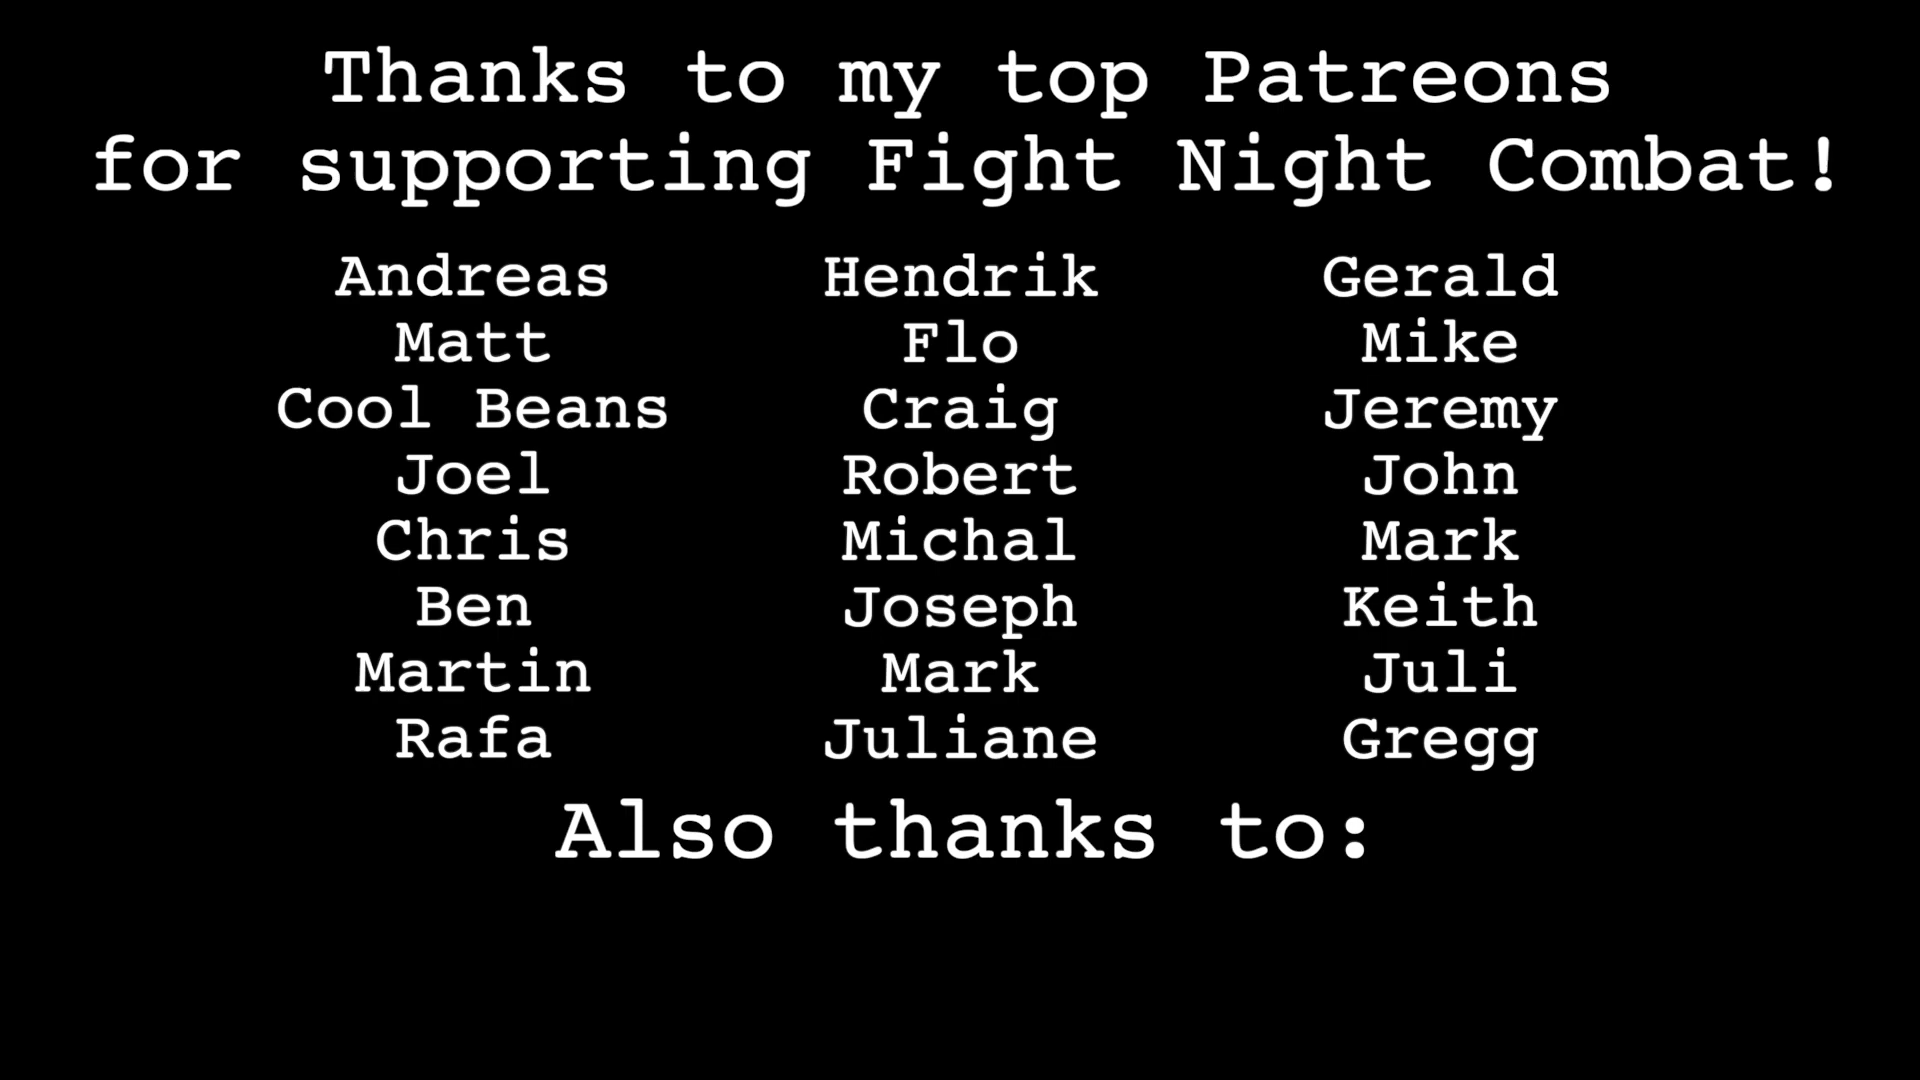 Thanks to my top Patreons
for supporting Fight Night Combat!
Andreas Hendrik Gerald
Matt Flo Mike
Cool Beans Craig Jeremy
Joel Robert John
Chris Michal Mark
Ben Joseph Keith
Martin Mark Juli
Rafa Juliane Gregg
Also thanks to: